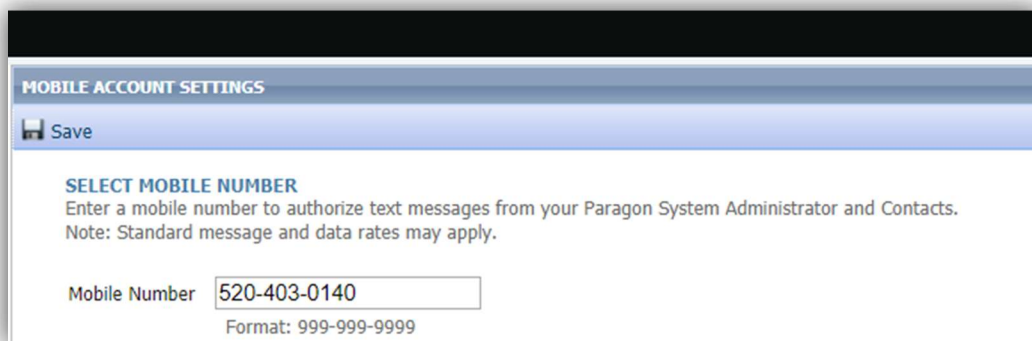 MOBILE ACCOUNT SETTINGS
Save
SELECT MOBILE NUMBER
Enter a mobile number to authorize text messages from your Paragon System Administrator and Contacts.
Note: Standard message and data rates may apply.
Mobile Number 520-403-0140
Format: 999-999-9999